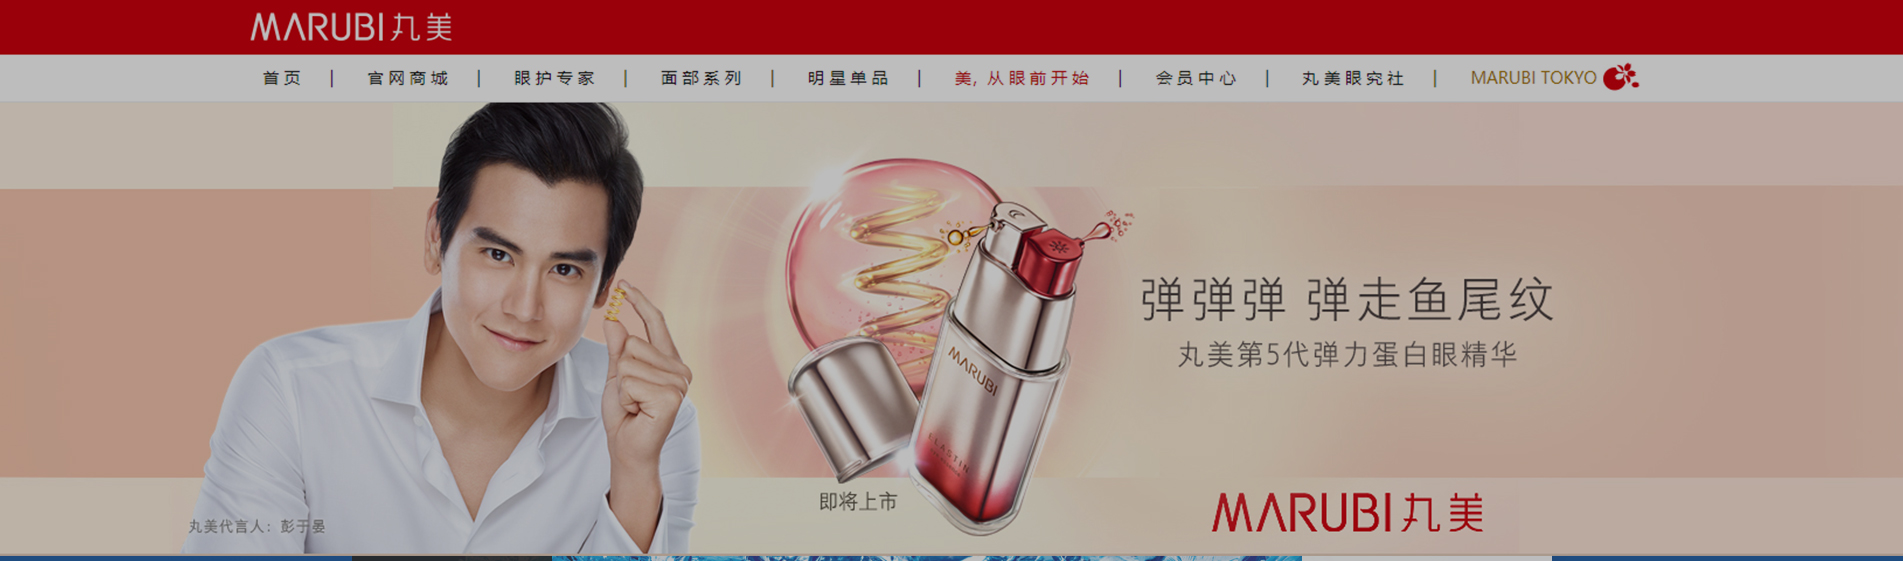 MARUBI丸美
首页 | 官网商城 | 眼护专家 | 面部系列 | 明星单品 | 美, 从眼前开始 | 会员中心 | 丸美眼究社 | MARUBI TOKYO
弹弹弹 弹走鱼尾纹
丸美第5代弹力蛋白眼精华
MARUBI
ELASTIN
即将上市
MARUBI丸美
丸美代言人：彭于晏